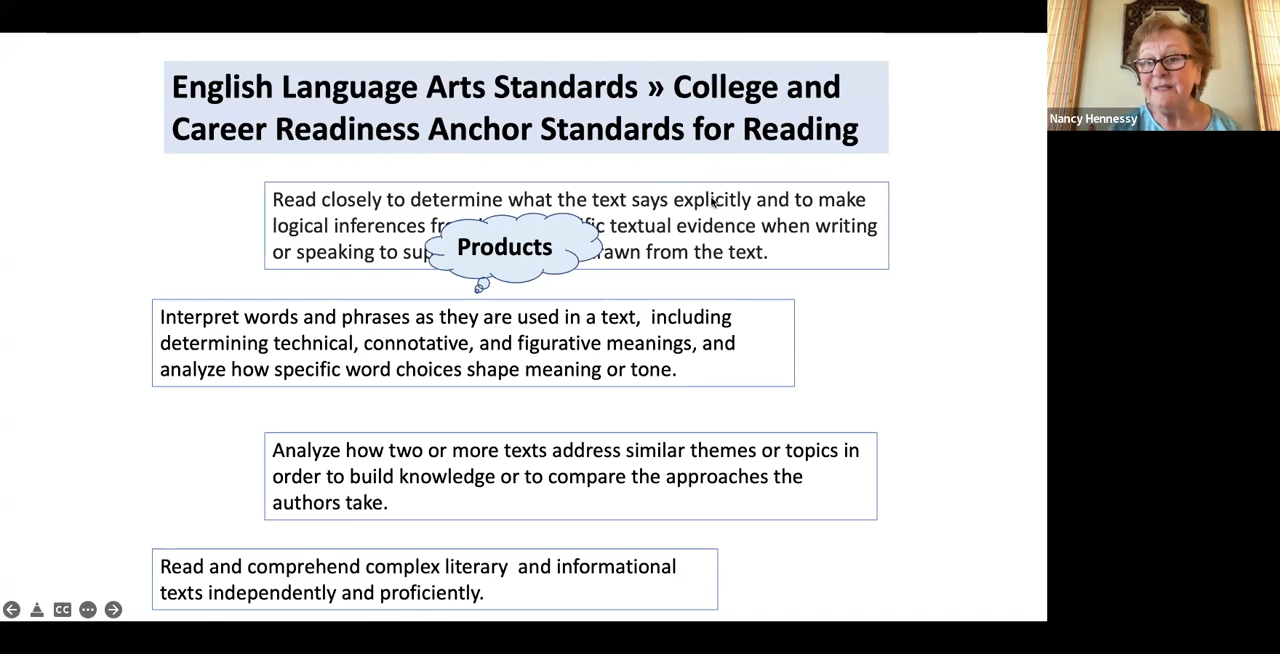 English Language Arts Standards » College and
Career Readiness Anchor Standards for Reading
Nancy Hennessy
Read closely to determine what the text says explicitly and to make
logical inferences textual evidence when writing
or speaking to from the text.
Products
Interpret words and phrases as they are used in a text, including
determining technical, connotative, and figurative meanings, and
analyze how specific word choices shape meaning or tone.
Analyze how two or more texts address similar themes or topics in
order to build knowledge or to compare the approaches the
authors take.
Read and comprehend complex literary and informational
texts independently and proficiently.
CC